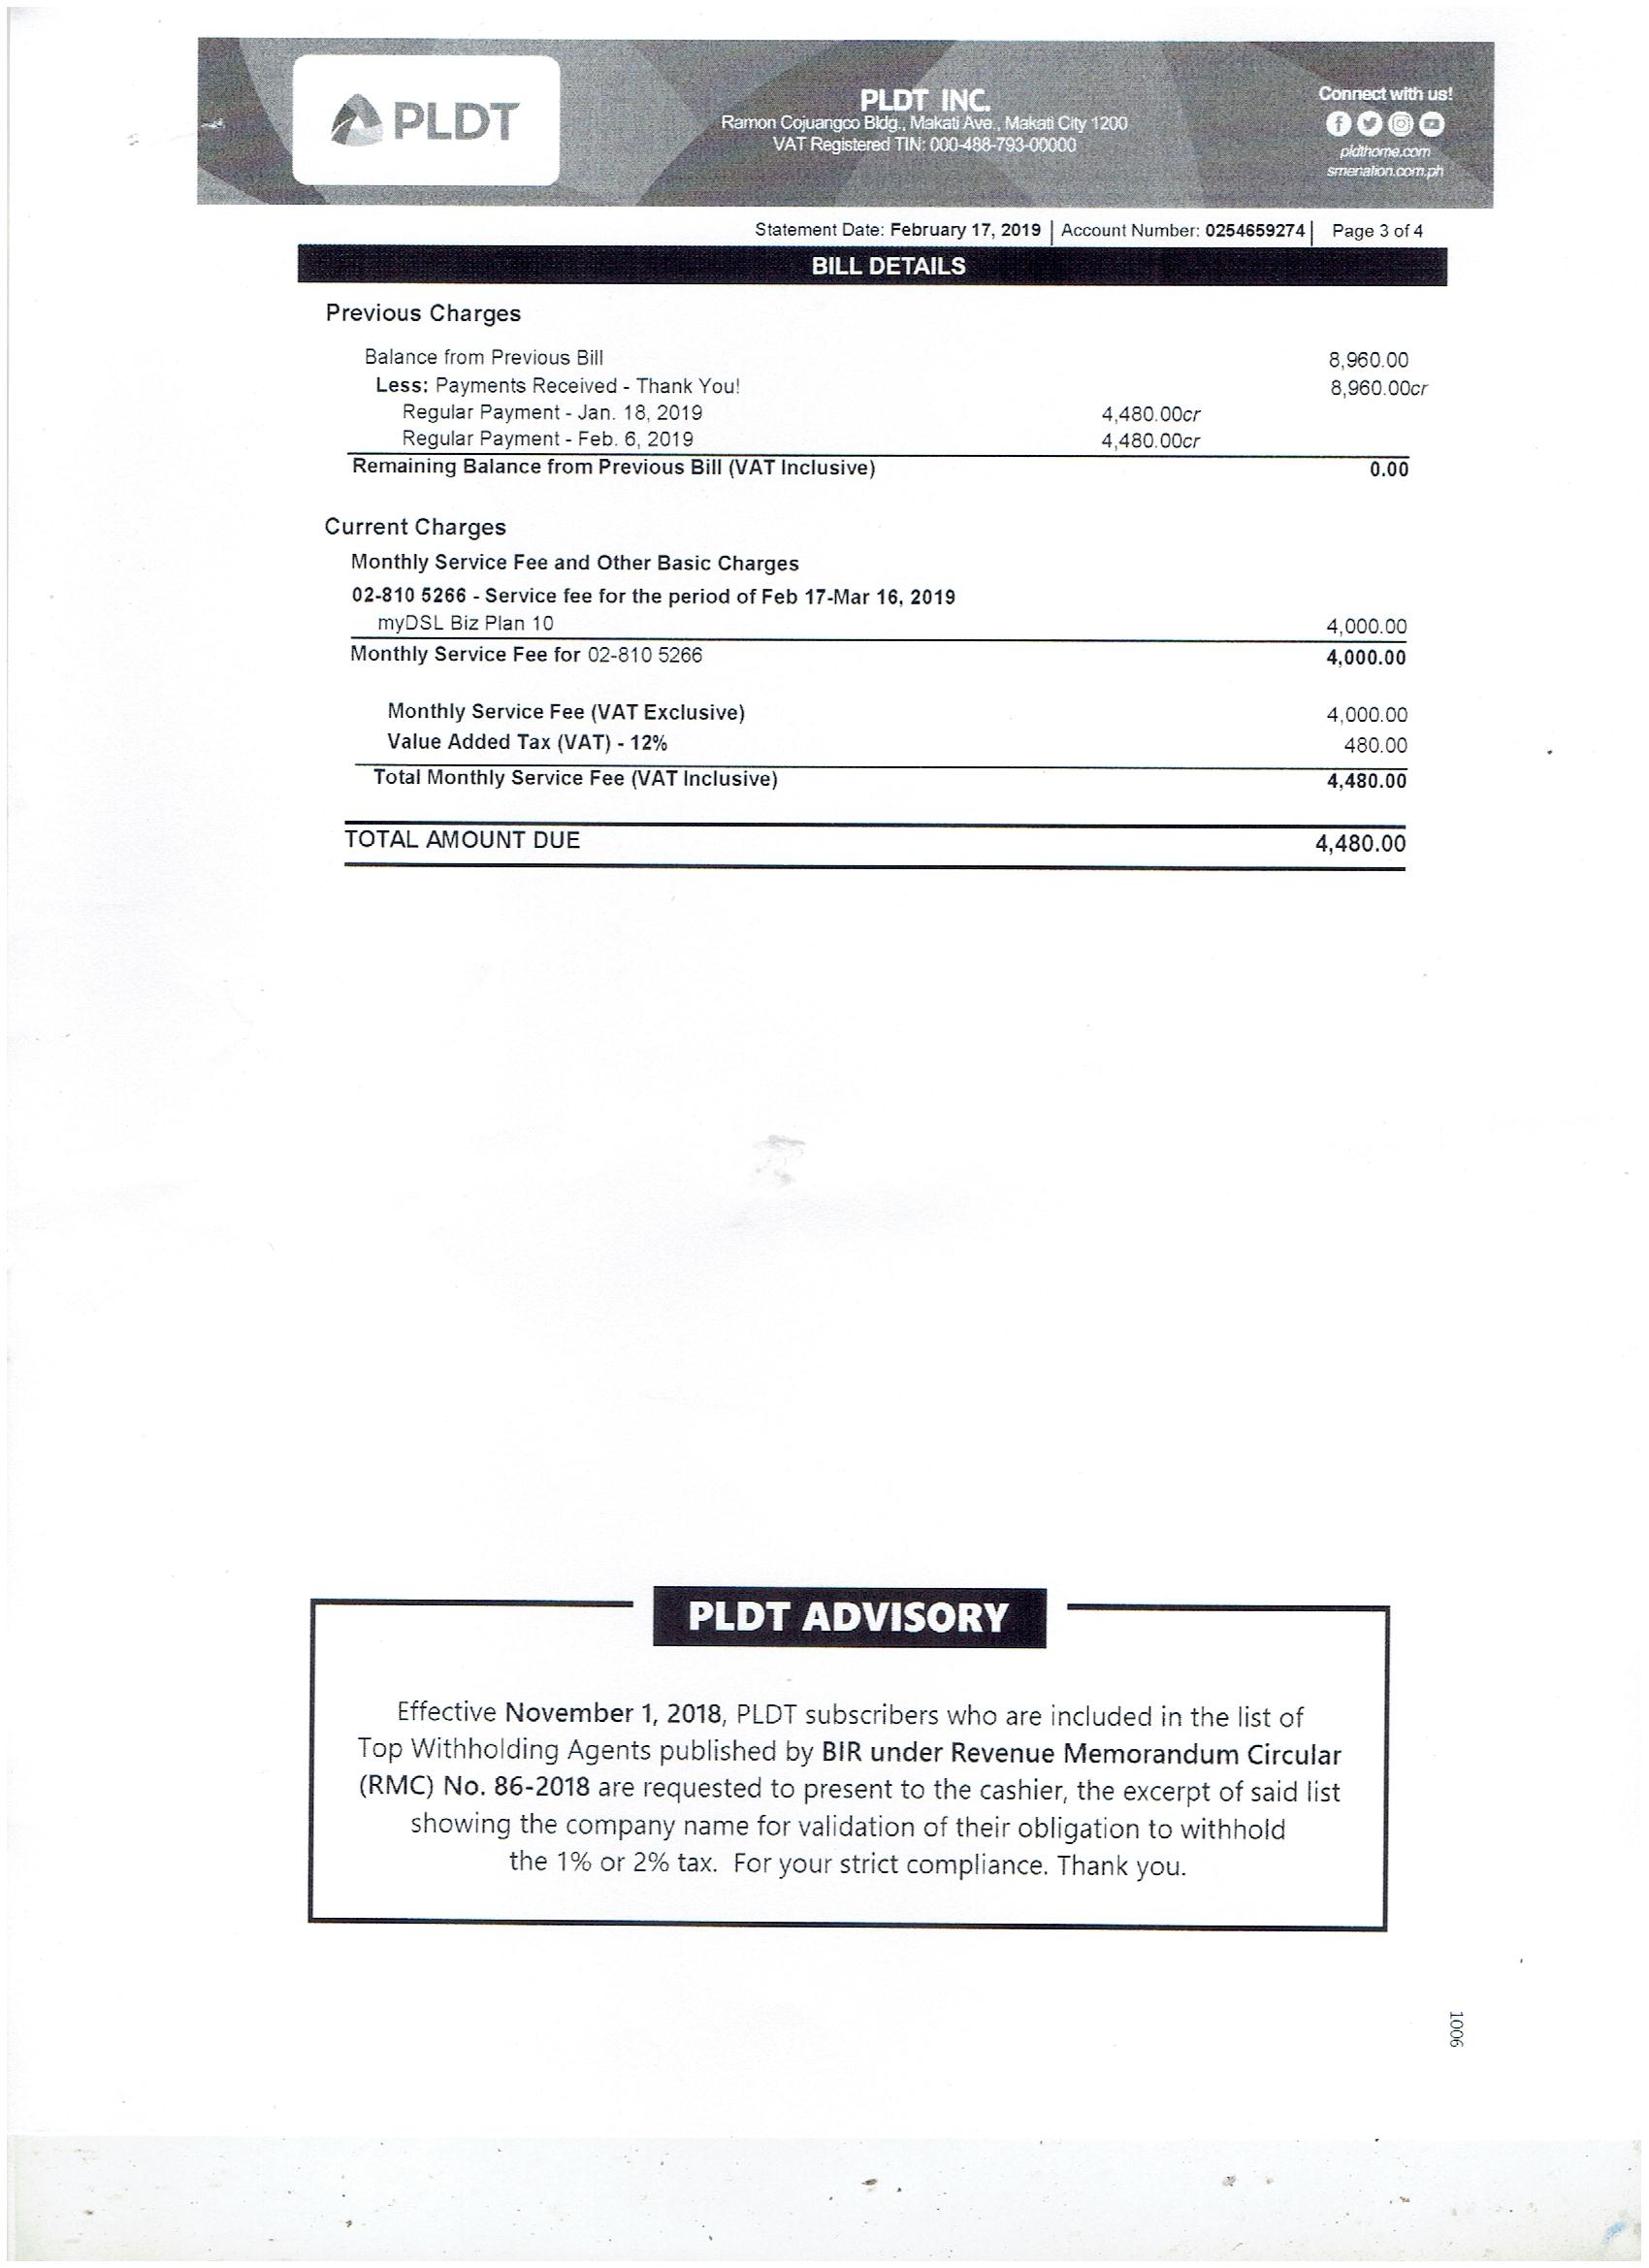 PLDT
PLDT INC.
Ramon Cojuangco Bldg., Makati Ave., Makati City 1200
VAT Registered TIN: 000-488-793-00000
Connect with us!
pldthome.com
smenation.com.ph
Statement Date: February 17, 2019 | Account Number: 0254659274 | Page 3 of 4
BILL DETAILS
Previous Charges
Balance from Previous Bill 8,960.00
Less: Payments Received - Thank You! 8,960.00cr
Regular Payment - Jan. 18, 2019 4,480.00cr
Regular Payment - Feb. 6, 2019 4,480.00cr
Remaining Balance from Previous Bill (VAT Inclusive) 0.00
Current Charges
Monthly Service Fee and Other Basic Charges
02-810 5266 - Service fee for the period of Feb 17-Mar 16, 2019
myDSL Biz Plan 10 4,000.00
Monthly Service Fee for 02-810 5266 4,000.00
Monthly Service Fee (VAT Exclusive) 4,000.00
Value Added Tax (VAT) - 12% 480.00
Total Monthly Service Fee (VAT Inclusive) 4,480.00
TOTAL AMOUNT DUE 4,480.00
PLDT ADVISORY
Effective November 1, 2018, PLDT subscribers who are included in the list of
Top Withholding Agents published by BIR under Revenue Memorandum Circular
(RMC) No. 86-2018 are requested to present to the cashier, the excerpt of said list
showing the company name for validation of their obligation to withhold
the 1% or 2% tax. For your strict compliance. Thank you.
1006